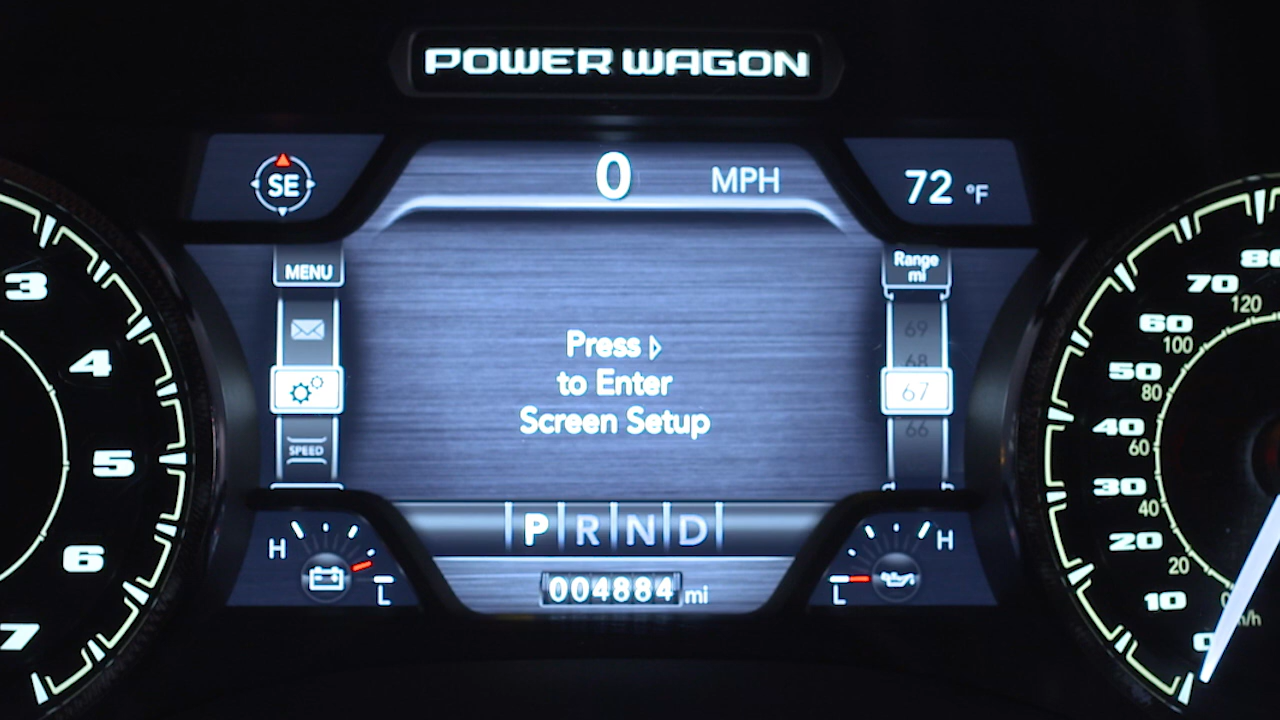 POWER WAGON
SE
0 MPH
72 °F
MENU
Range
mi
69
68
67
66
SPEED
Press
to Enter
Screen Setup
P R N D
H
L
004884 mi
H
L
3
4
5
6
7
80
70
60
50
40
30
20
10
0
120
100
80
60
40
20